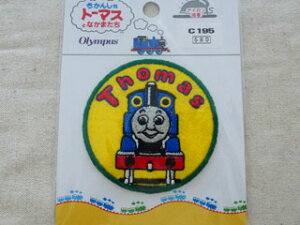 きかんしゃ
トーマス
となかまたち
Olympus
C 195
Thomas